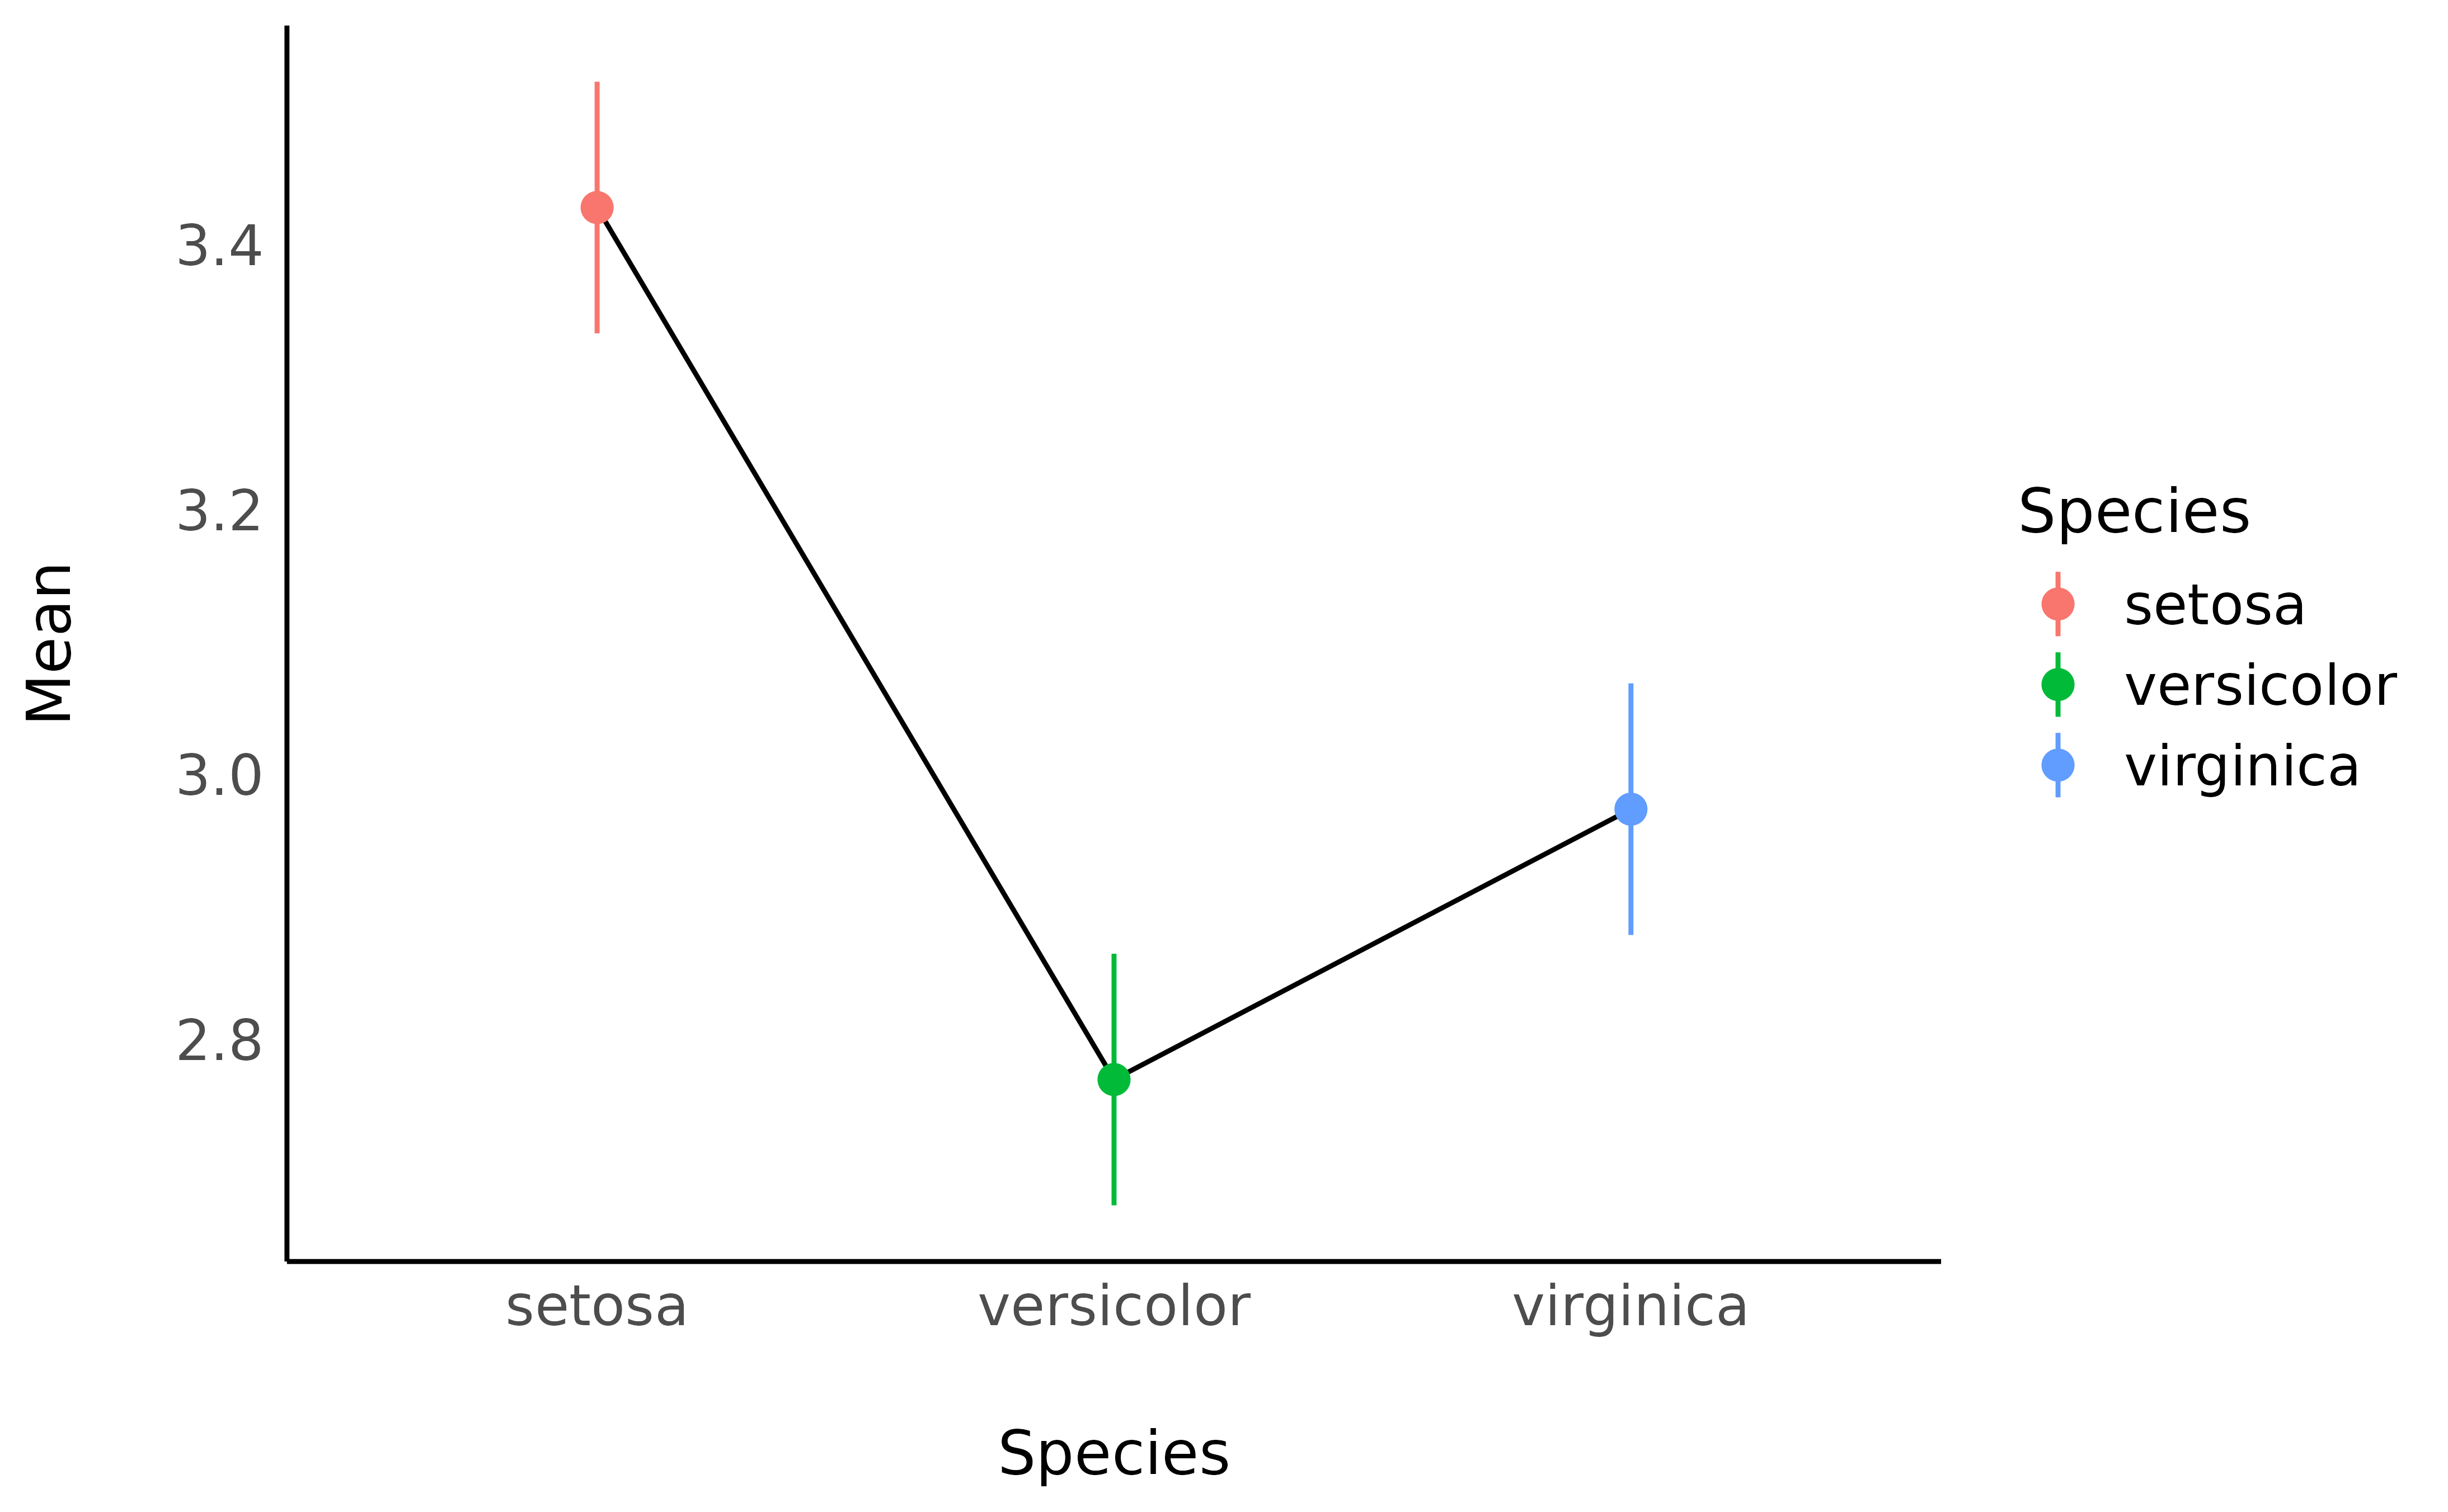 Mean
3.4
3.2
3.0
2.8
setosa
versicolor
virginica
Species
Species
setosa
versicolor
virginica